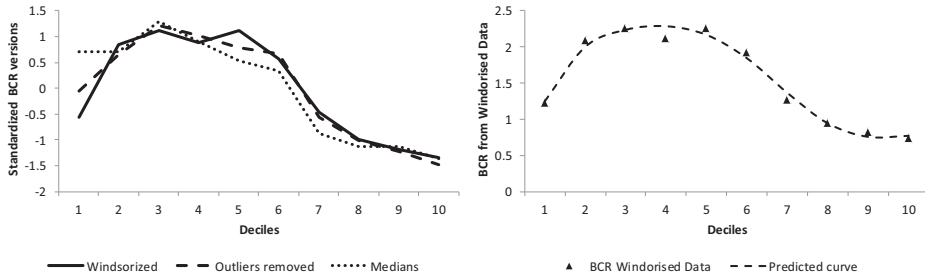 Standardized BCR versions
1.5
1
0.5
0
-0.5
-1
-1.5
-2
1 2 3 4 5 6 7 8 9 10
Deciles
Windsorized Outliers removed Medians
BCR from Windorised Data
2.5
2
1.5
1
0.5
0
1 2 3 4 5 6 7 8 9 10
Deciles
BCR Windorised Data Predicted curve